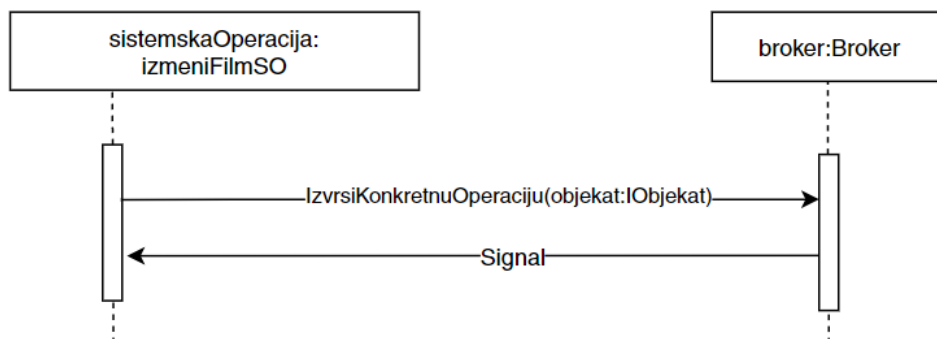 sistemskaOperacija:
izmeniFilmSO
broker:Broker
IzvrsiKonkretnuOperaciju(objekat:IObjekat)
Signal